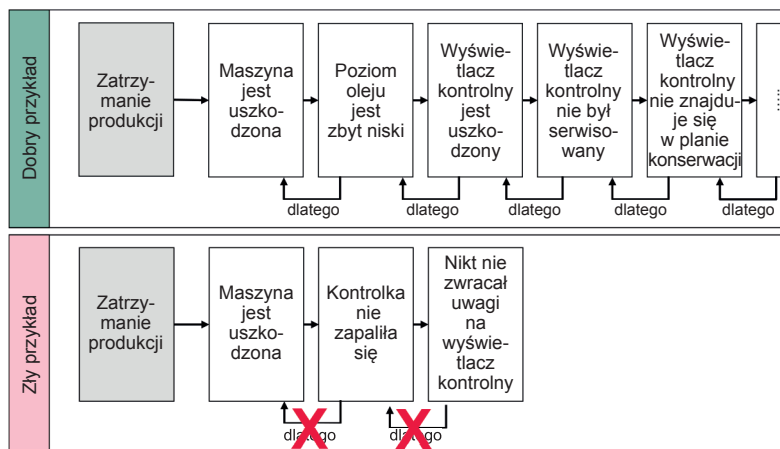 Dobry przykład
Zatrzy-
manie
produkcji
Maszyna
jest
uszko-
dzona
Poziom
oleju
jest
zbyt niski
Wyświe-
tlacz
kontrolny
jest
uszko-
dzony
Wyświe-
tlacz
kontrolny
nie był
serwiso-
wany
Wyświe-
tlacz
kontrolny
nie znajdu-
je się
w planie
konserwacji
......
dlatego
dlatego
dlatego
dlatego
dlatego
Zły przykład
Zatrzy-
manie
produkcji
Maszyna
jest
uszko-
dzona
Kontrolka
nie
zapaliła
się
Nikt nie
zwracał
uwagi
na
wyświe-
tlacz
kontrolny
dlatego
X
dlatego
X